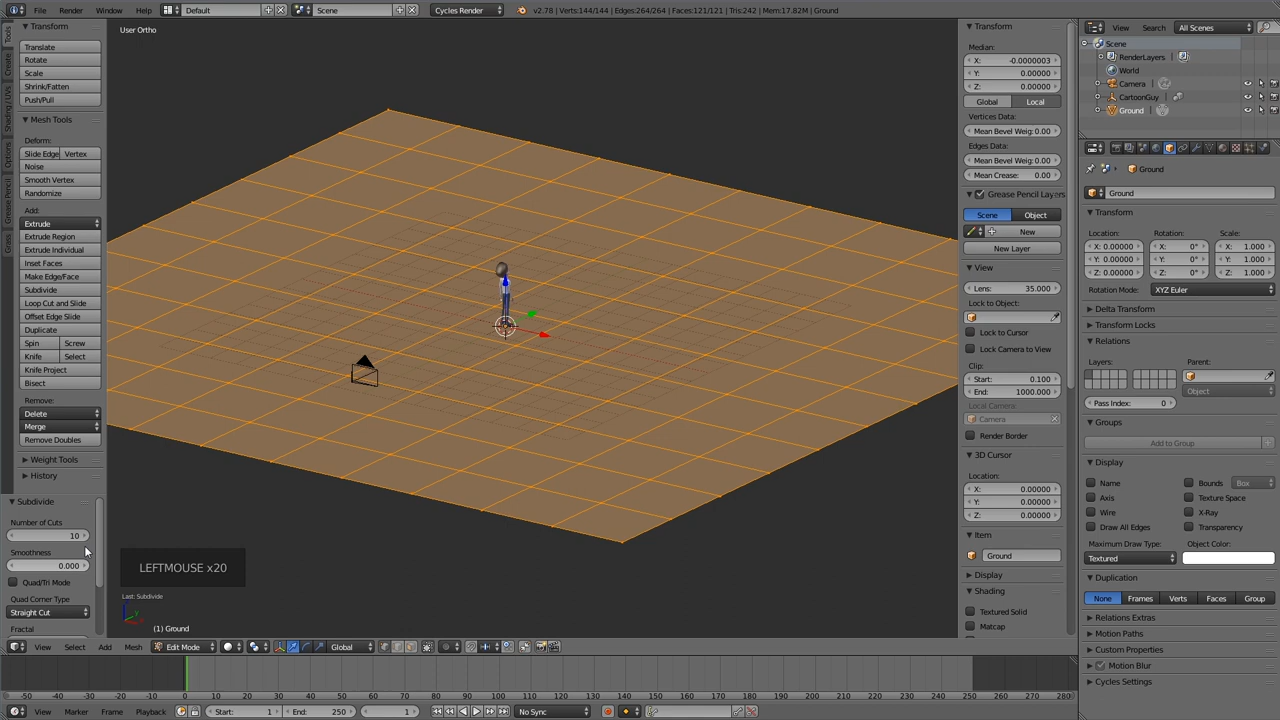 File Render Window Help Default Scene Cycles Render v2.78 | Verts:144/144 | Edges:264/264 | Faces:121/121 | Tris:242 | Mem:17.82M | Ground
Tools
Create
Shading / UVs
Options
Grease Pencil
Grass
Transform
Translate
Rotate
Scale
Shrink/Fatten
Push/Pull
Mesh Tools
Deform:
Slide Edge Vertex
Noise
Smooth Vertex
Randomize
Add:
Extrude
Extrude Region
Extrude Individual
Inset Faces
Make Edge/Face
Subdivide
Loop Cut and Slide
Offset Edge Slide
Duplicate
Spin Screw
Knife Select
Knife Project
Bisect
Remove:
Delete
Merge
Remove Doubles
Weight Tools
History
Subdivide
Number of Cuts
10
Smoothness
0.000
Quad/Tri Mode
Quad Corner Type
Straight Cut
Fractal
User Ortho
LEFTMOUSE x20
Last: Subdivide
(1) Ground
Transform
Median:
X: -0.0000003
Y: 0.00000
Z: 0.00000
Global Local
Vertices Data:
Mean Bevel Weig: 0.00
Edges Data:
Mean Bevel Weig: 0.00
Mean Crease: 0.00
Grease Pencil Layers
Scene Object
New
New Layer
View
Lens: 35.000
Lock to Object:
Lock to Cursor
Lock Camera to View
Clip:
Start: 0.100
End: 1000.000
Local Camera:
Camera
Render Border
3D Cursor
Location:
X: 0.00000
Y: 0.00000
Z: 0.00000
Item
Ground
Display
Shading
Textured Solid
Matcap
View Search All Scenes
Scene
RenderLayers
World
Camera
CartoonGuy
Ground
Ground
Ground
Transform
Location: Rotation: Scale:
X: 0.00000 X: 0° X: 1.000
Y: 0.00000 Y: 0° Y: 1.000
Z: 0.00000 Z: 0° Z: 1.000
Rotation Mode: XYZ Euler
Delta Transform
Transform Locks
Relations
Layers: Parent:
Object
Pass Index: 0
Groups
Add to Group
Display
Name Bounds Box
Axis Texture Space
Wire X-Ray
Draw All Edges Transparency
Maximum Draw Type: Object Color:
Textured
Duplication
None Frames Verts Faces Group
Relations Extras
Motion Paths
Custom Properties
Motion Blur
Cycles Settings
View Select Add Mesh Edit Mode Global
-50 -40 -30 -20 -10 0 10 20 30 40 50 60 70 80 90 100 110 120 130 140 150 160 170 180 190 200 210 220 230 240 250 260 270 280
View Marker Frame Playback Start: 1 End: 250 1 No Sync